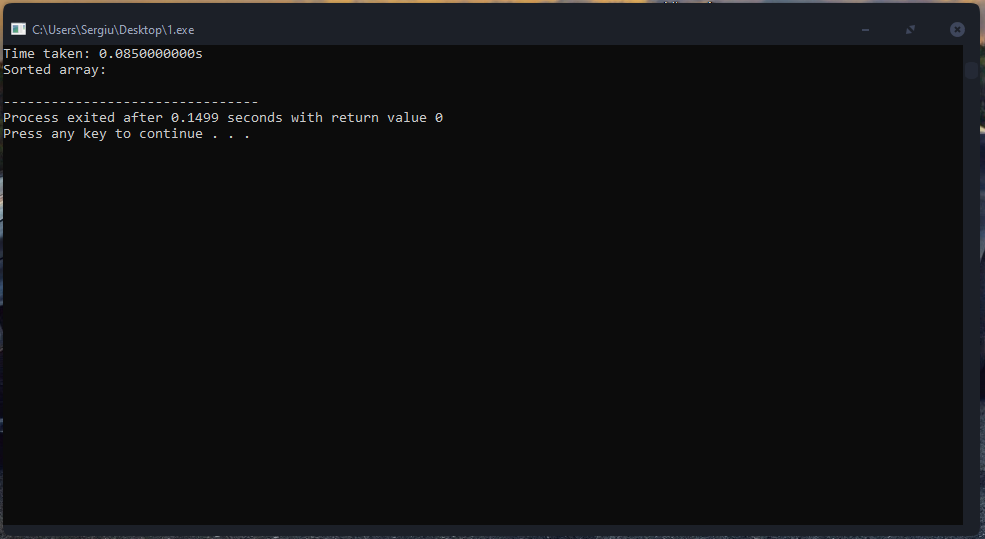 C:\Users\Sergiu\Desktop\1.exe
Time taken: 0.0850000000s
Sorted array:
--------------------------------
Process exited after 0.1499 seconds with return value 0
Press any key to continue . . .